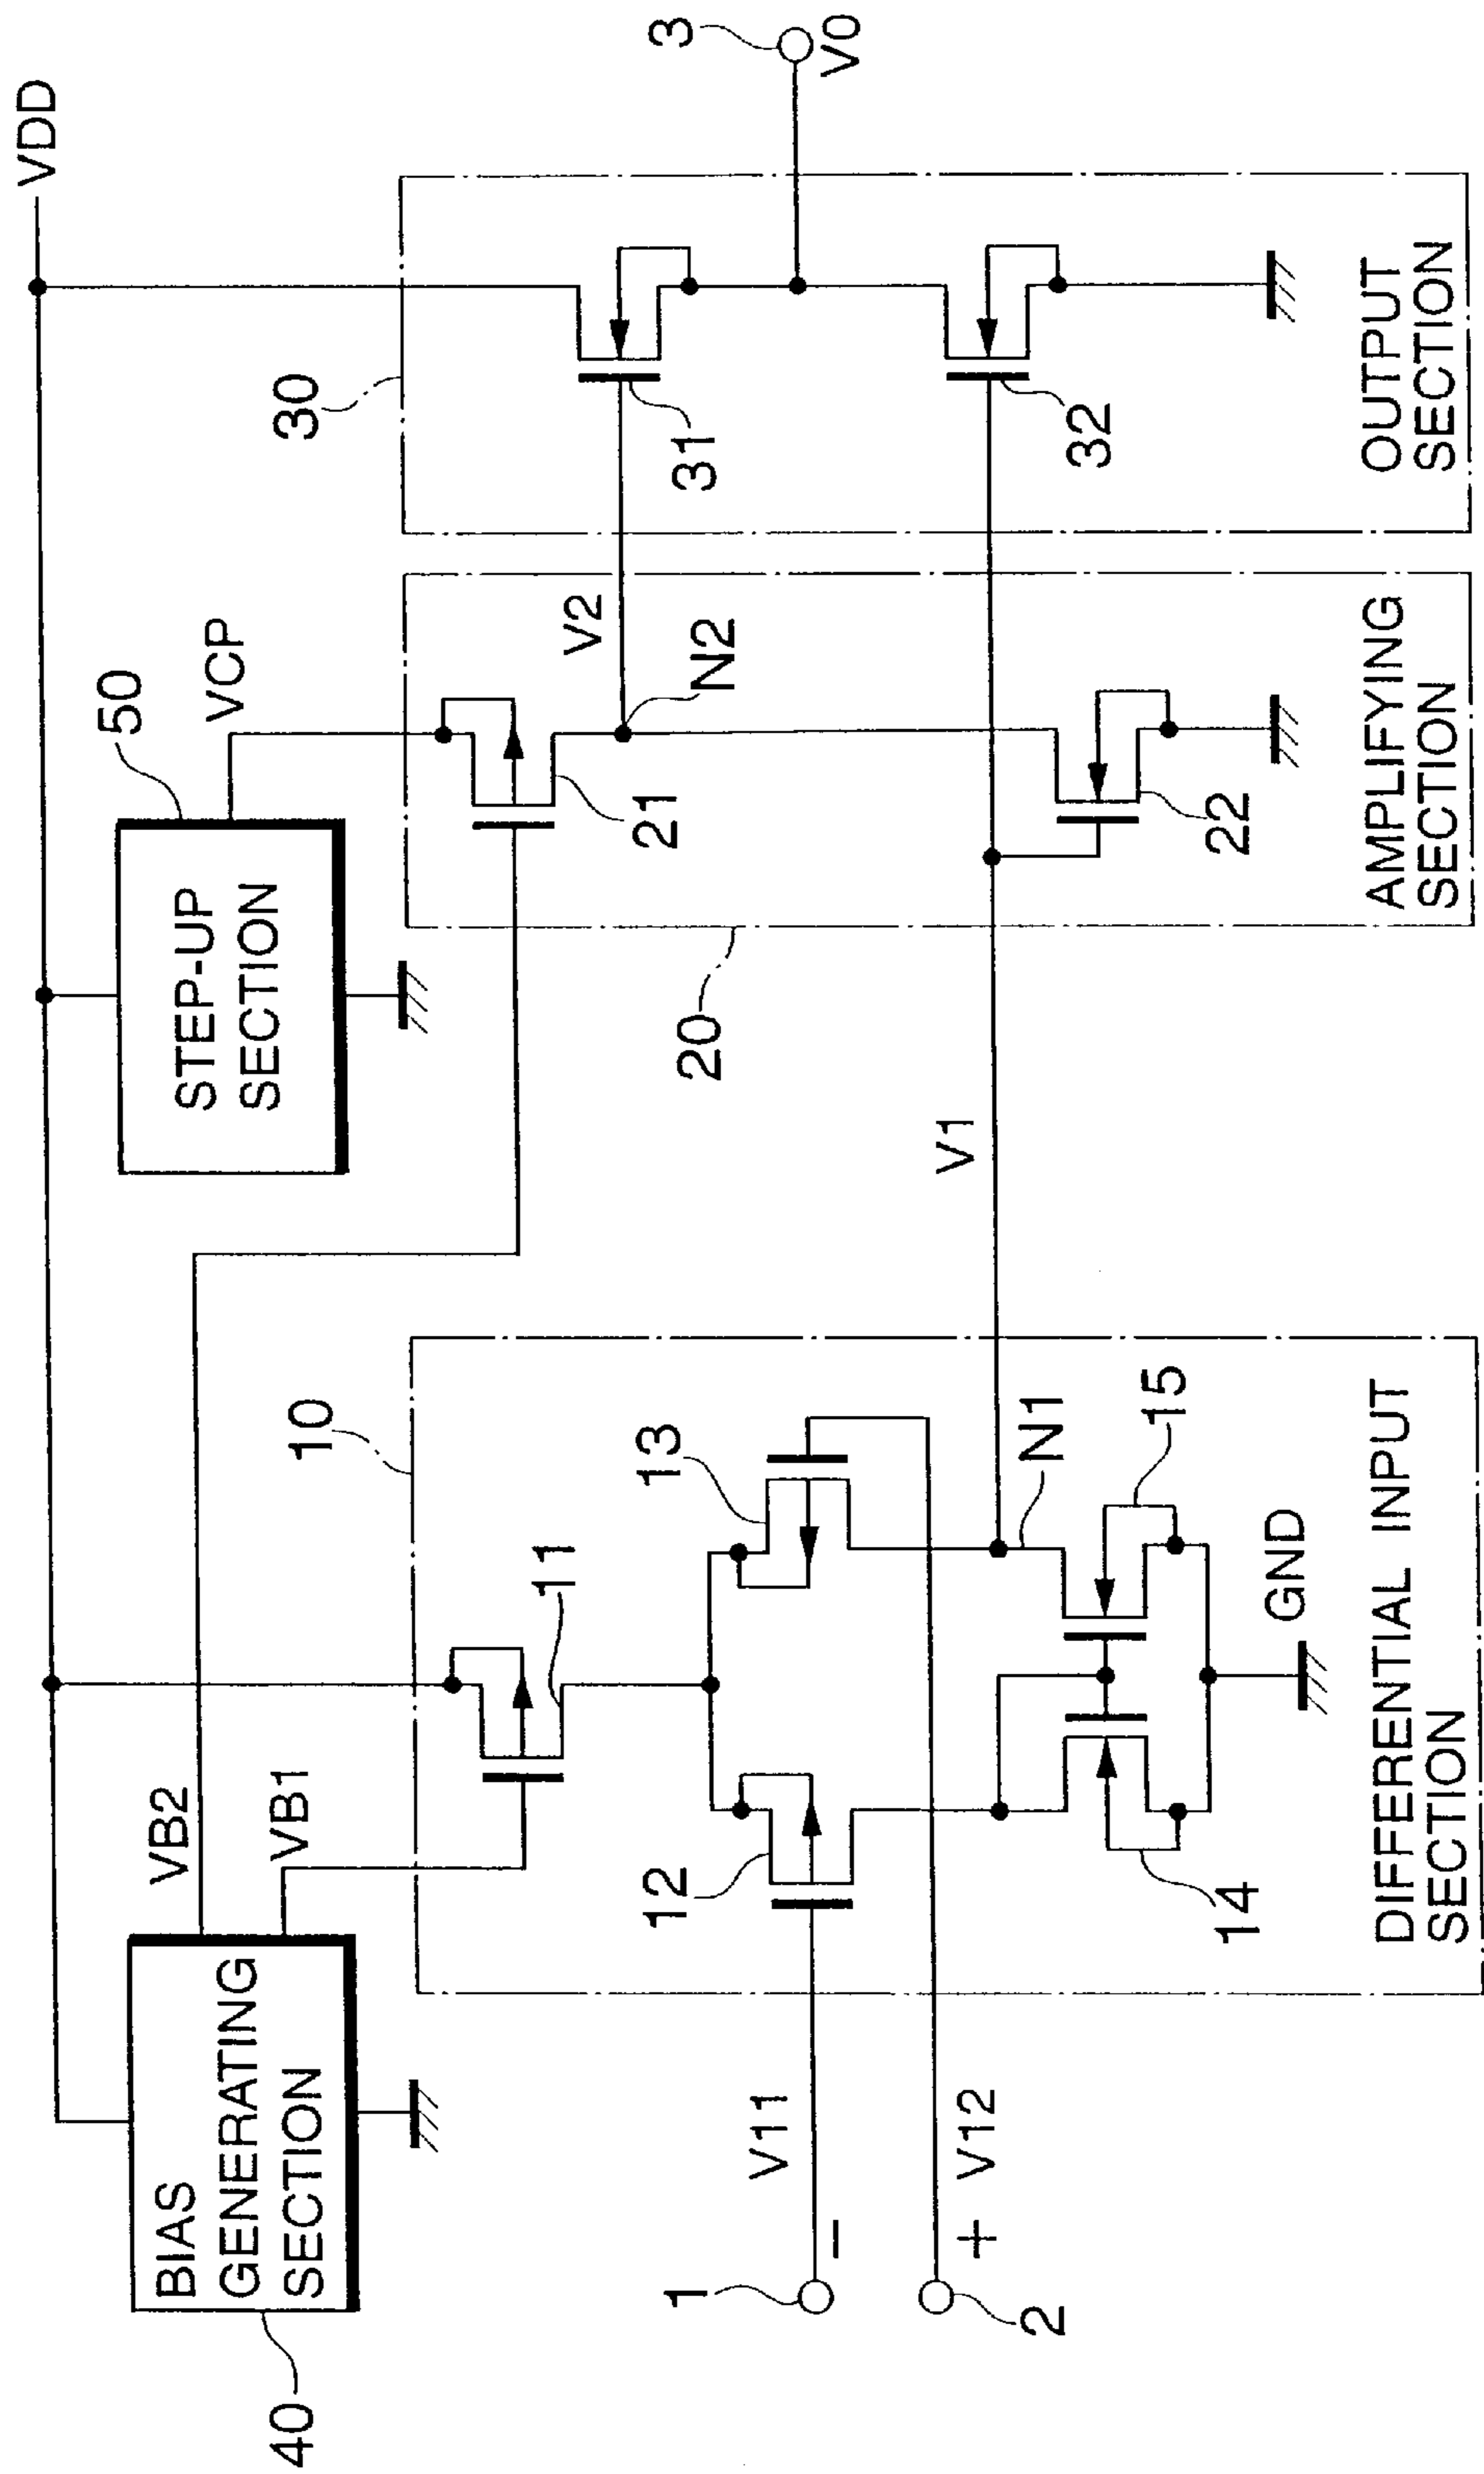 VDD
40
BIAS
GENERATING
SECTION
VB2
VB1
50
STEP-UP
SECTION
VCP
10
11
12
13
14
15
N1
GND
DIFFERENTIAL INPUT
SECTION
1
−
V11
2
+
V12
V1
20
21
22
V2
N2
AMPLIFYING
SECTION
30
31
32
OUTPUT
SECTION
3
V0